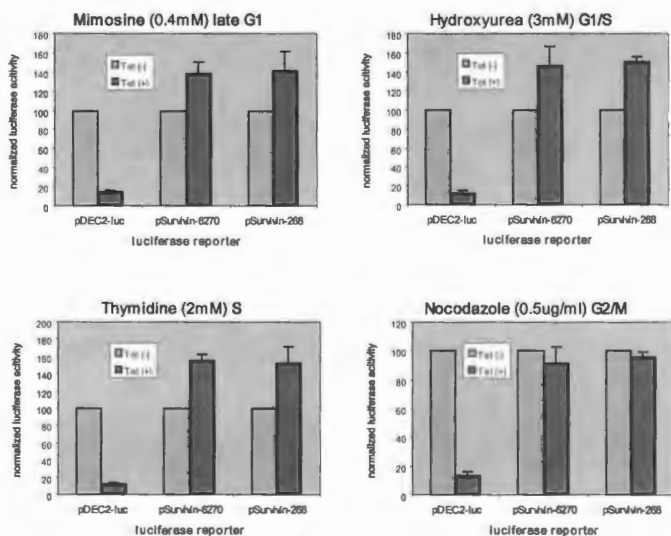 Mimosine (0.4mM) late G1
normalized luciferase acitivity
160
140
120
100
80
60
40
20
0
Tet (-)
Tet (+)
pDEC2-luc pSurvivin-6270 pSurvivin-268
luciferase reporter
Hydroxyurea (3mM) G1/S
normalized luciferase acitivity
180
160
140
120
100
80
60
40
20
0
Tet (-)
Tet (+)
pDEC2-luc pSurvivin-6270 pSurvivin-268
luciferase reporter
Thymidine (2mM) S
normalized luciferase acitivity
200
180
160
140
120
100
80
60
40
20
0
Tet (-)
Tet (+)
pDEC2-luc pSurvivin-6270 pSurvivin-268
luciferase reporter
Nocodazole (0.5ug/ml) G2/M
normalized luciferase acitivity
120
100
80
60
40
20
0
Tet (-)
Tet (+)
pDEC2-luc pSurvivin-6270 pSurvivin-268
luciferase reporter